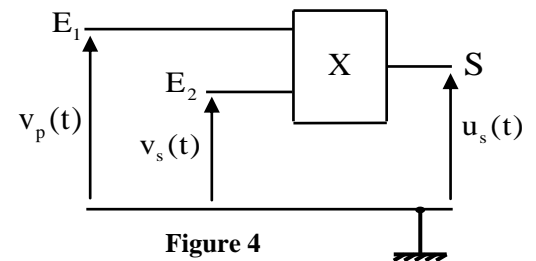 E₁
X
S
E₂
vₚ(t)
vₛ(t)
uₛ(t)
Figure 4